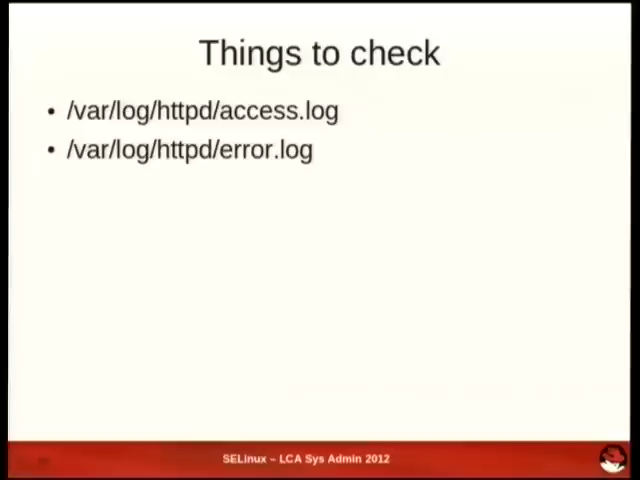 Things to check
• /var/log/httpd/access.log
• /var/log/httpd/error.log
SELinux – LCA Sys Admin 2012